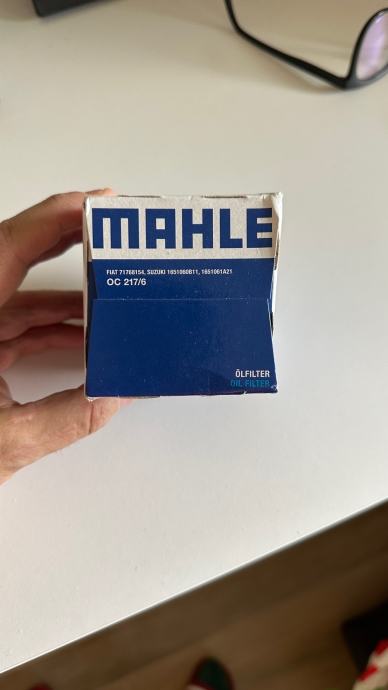 MAHLE
FIAT 71768154, SUZUKI 1651060B11, 1651061A21
OC 217/6
ÖLFILTER
OIL FILTER